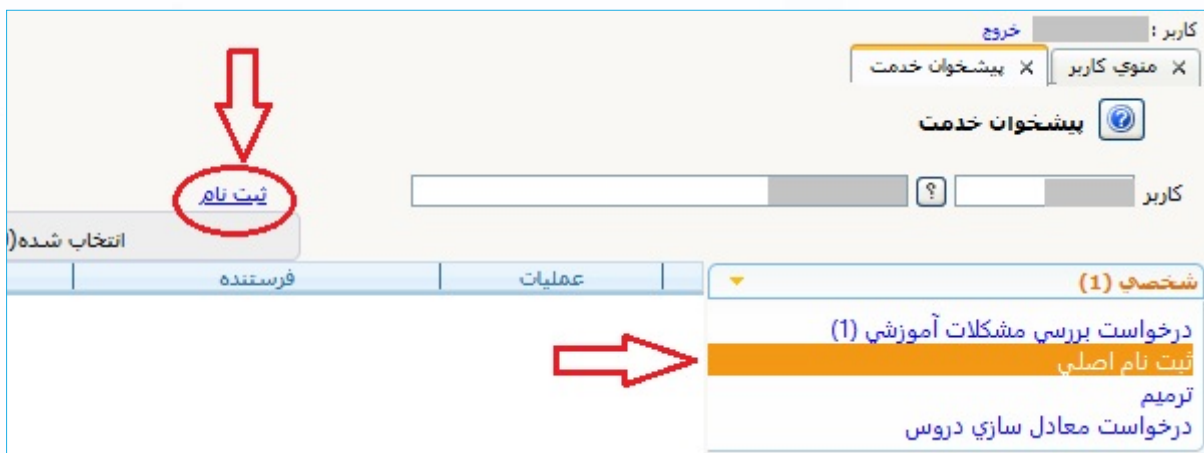 کاربر : خروج
منوي کاربر X پيشخوان خدمت X
پيشخوان خدمت
کاربر ؟ ثبت نام
انتخاب شده(
شخصي (1) عمليات فرستنده
درخواست بررسي مشکلات آموزشي (1)
ثبت نام اصلي
ترميم
درخواست معادل سازي دروس